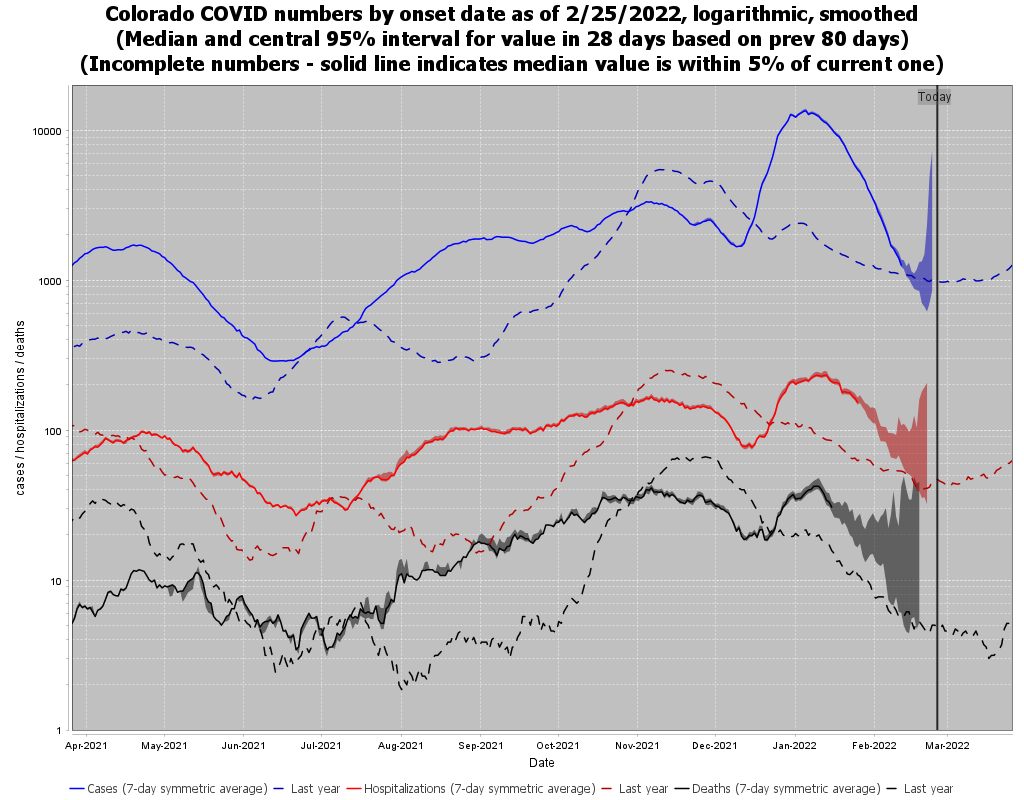 Colorado COVID numbers by onset date as of 2/25/2022, logarithmic, smoothed
(Median and central 95% interval for value in 28 days based on prev 80 days)
(Incomplete numbers - solid line indicates median value is within 5% of current one)
Today
10000
1000
100
10
1
cases / hospitalizations / deaths
Apr-2021 May-2021 Jun-2021 Jul-2021 Aug-2021 Sep-2021 Oct-2021 Nov-2021 Dec-2021 Jan-2022 Feb-2022 Mar-2022
Date
Cases (7-day symmetric average) Last year Hospitalizations (7-day symmetric average) Last year Deaths (7-day symmetric average) Last year